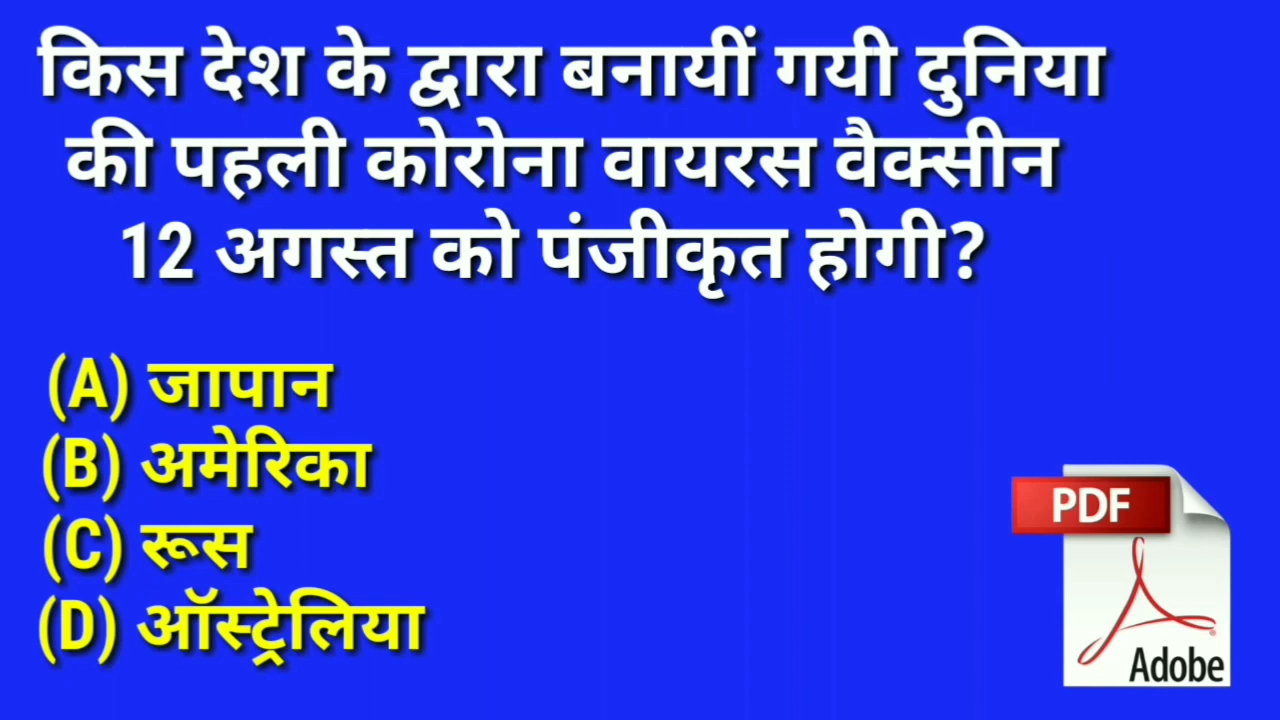 किस देश के द्वारा बनायीं गयी दुनिया
की पहली कोरोना वायरस वैक्सीन
12 अगस्त को पंजीकृत होगी?
(A) जापान
(B) अमेरिका
(C) रूस
(D) ऑस्ट्रेलिया
PDF
Adobe